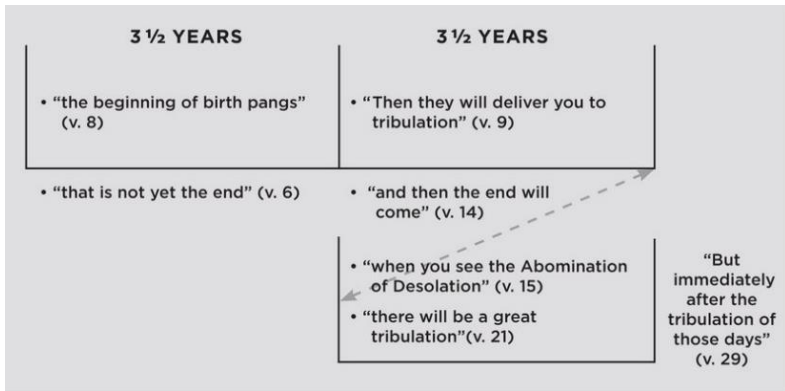 3 ½ YEARS
3 ½ YEARS
• “the beginning of birth pangs”
(v. 8)
• “Then they will deliver you to
tribulation” (v. 9)
• “that is not yet the end” (v. 6)
• “and then the end will
come” (v. 14)
• “when you see the Abomination
of Desolation” (v. 15)
• “there will be a great
tribulation”(v. 21)
“But
immediately
after the
tribulation of
those days”
(v. 29)